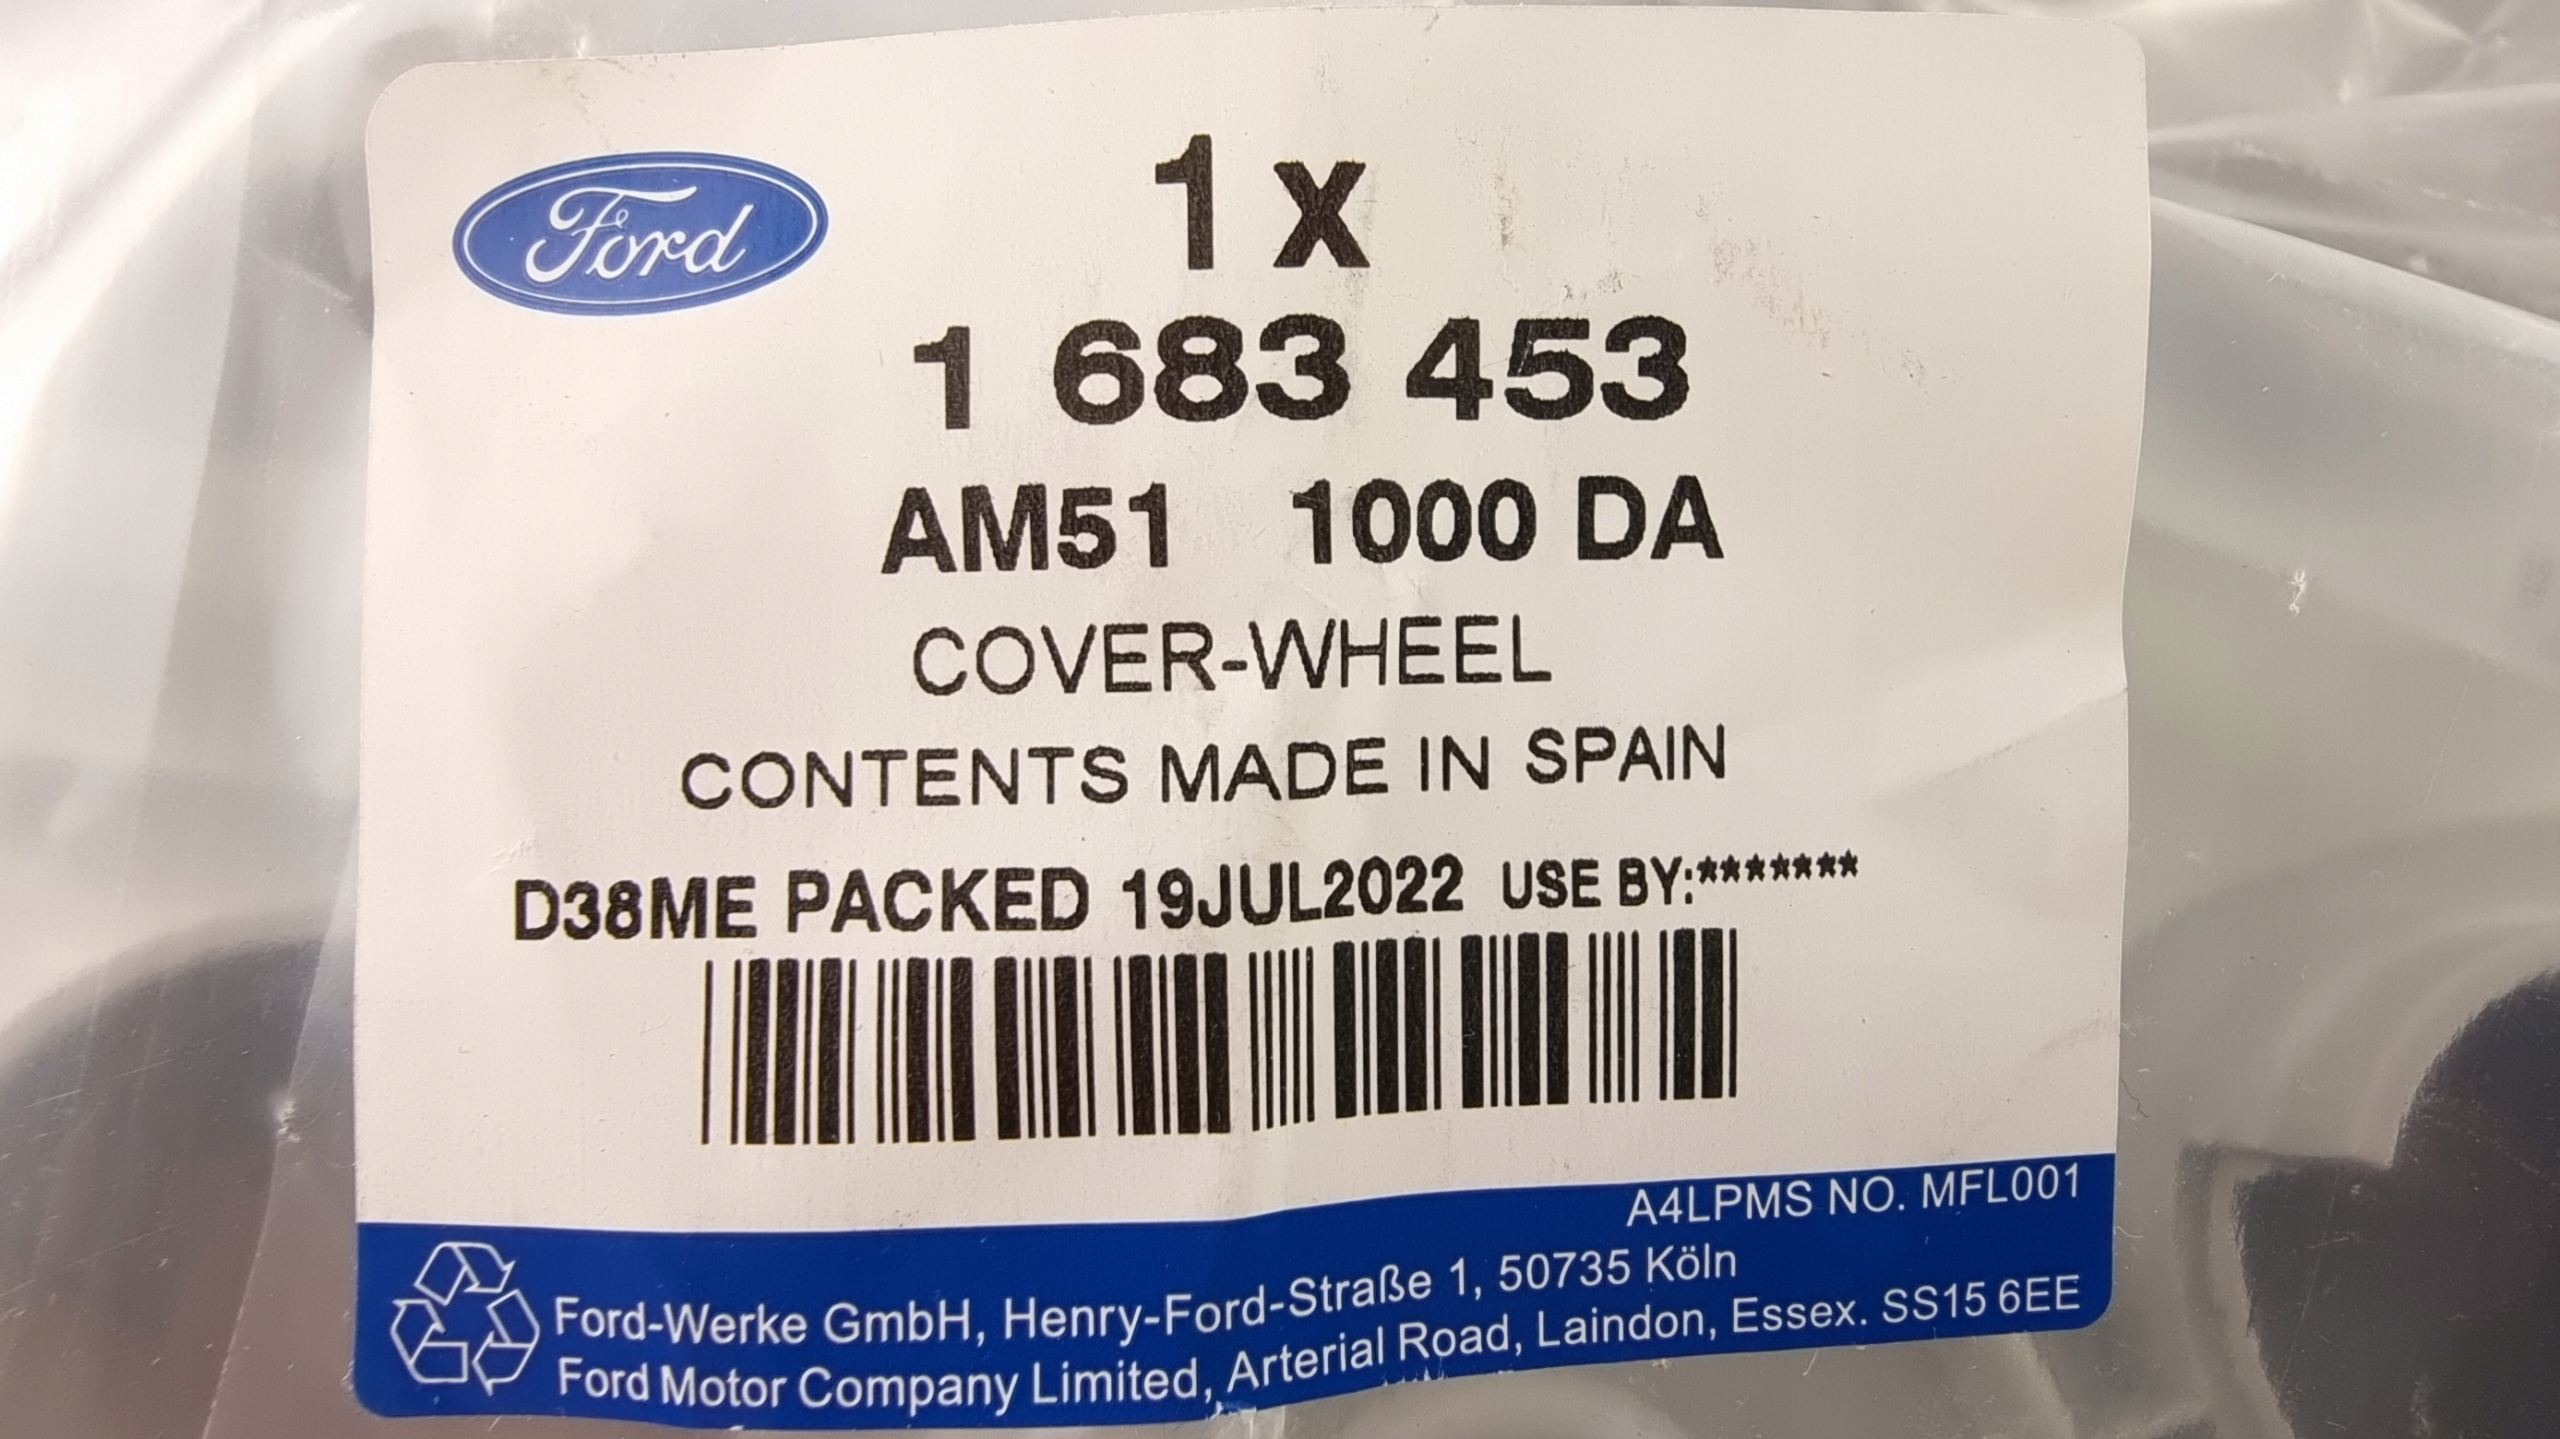 Ford
1 x
1 683 453
AM51 1000 DA
COVER-WHEEL
CONTENTS MADE IN SPAIN
D38ME PACKED 19JUL2022 USE BY:*******
A4LPMS NO. MFL001
Ford-Werke GmbH, Henry-Ford-Straße 1, 50735 Köln
Ford Motor Company Limited, Arterial Road, Laindon, Essex. SS15 6EE